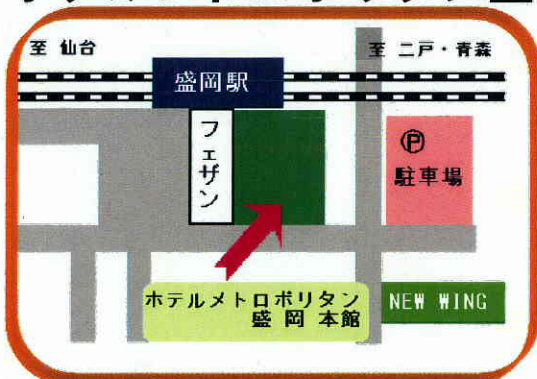 至 仙台
至 二戸・青森
盛岡駅
フェザン
Ⓟ
駐車場
ホテルメトロポリタン
盛岡 本館
NEW WING